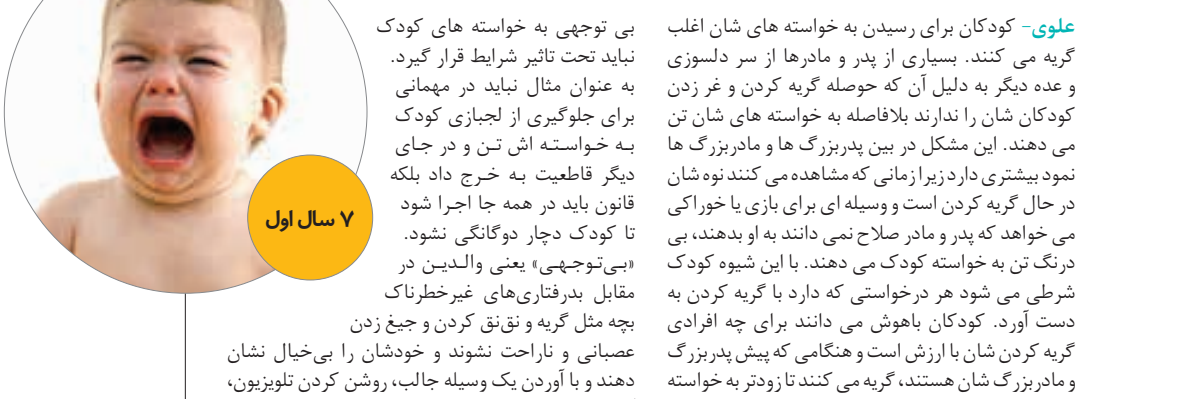 علوی- کودکان برای رسیدن به خواسته های شان اغلب
گریه می کنند. بسیاری از پدر و مادرها از سر دلسوزی
و عده دیگر به دلیل آن که حوصله گریه کردن و غر زدن
کودکان شان را ندارند بلافاصله به خواسته های شان تن
می دهند. این مشکل در بین پدربزرگ ها و مادربزرگ ها
نمود بیشتری دارد زیرا زمانی که مشاهده می کنند نوه شان
در حال گریه کردن است و وسیله ای برای بازی یا خوراکی
می خواهد که پدر و مادر صلاح نمی دانند به او بدهند، بی
درنگ تن به خواسته کودک می دهند. با این شیوه کودک
شرطی می شود هر درخواستی که دارد با گریه کردن به
دست آورد. کودکان باهوش می دانند برای چه افرادی
گریه کردن شان با ارزش است و هنگامی که پیش پدربزرگ
و مادربزرگ شان هستند، گریه می کنند تا زودتر به خواسته
بی توجهی به خواسته های کودک
نباید تحت تاثیر شرایط قرار گیرد.
به عنوان مثال نباید در مهمانی
برای جلوگیری از لجبازی کودک
به خواسته اش تن و در جای
دیگر قاطعیت به خرج داد بلکه
قانون باید در همه جا اجرا شود
تا کودک دچار دوگانگی نشود.
«بی‌توجهی» یعنی والدین در
مقابل بدرفتاری‌های غیرخطرناک
بچه مثل گریه و نق‌نق کردن و جیغ زدن
عصبانی و ناراحت نشوند و خودشان را بی‌خیال نشان
دهند و با آوردن یک وسیله جالب، روشن کردن تلویزیون،
۷ سال اول